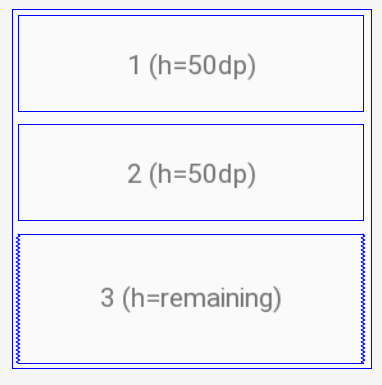 1 (h=50dp)
2 (h=50dp)
3 (h=remaining)